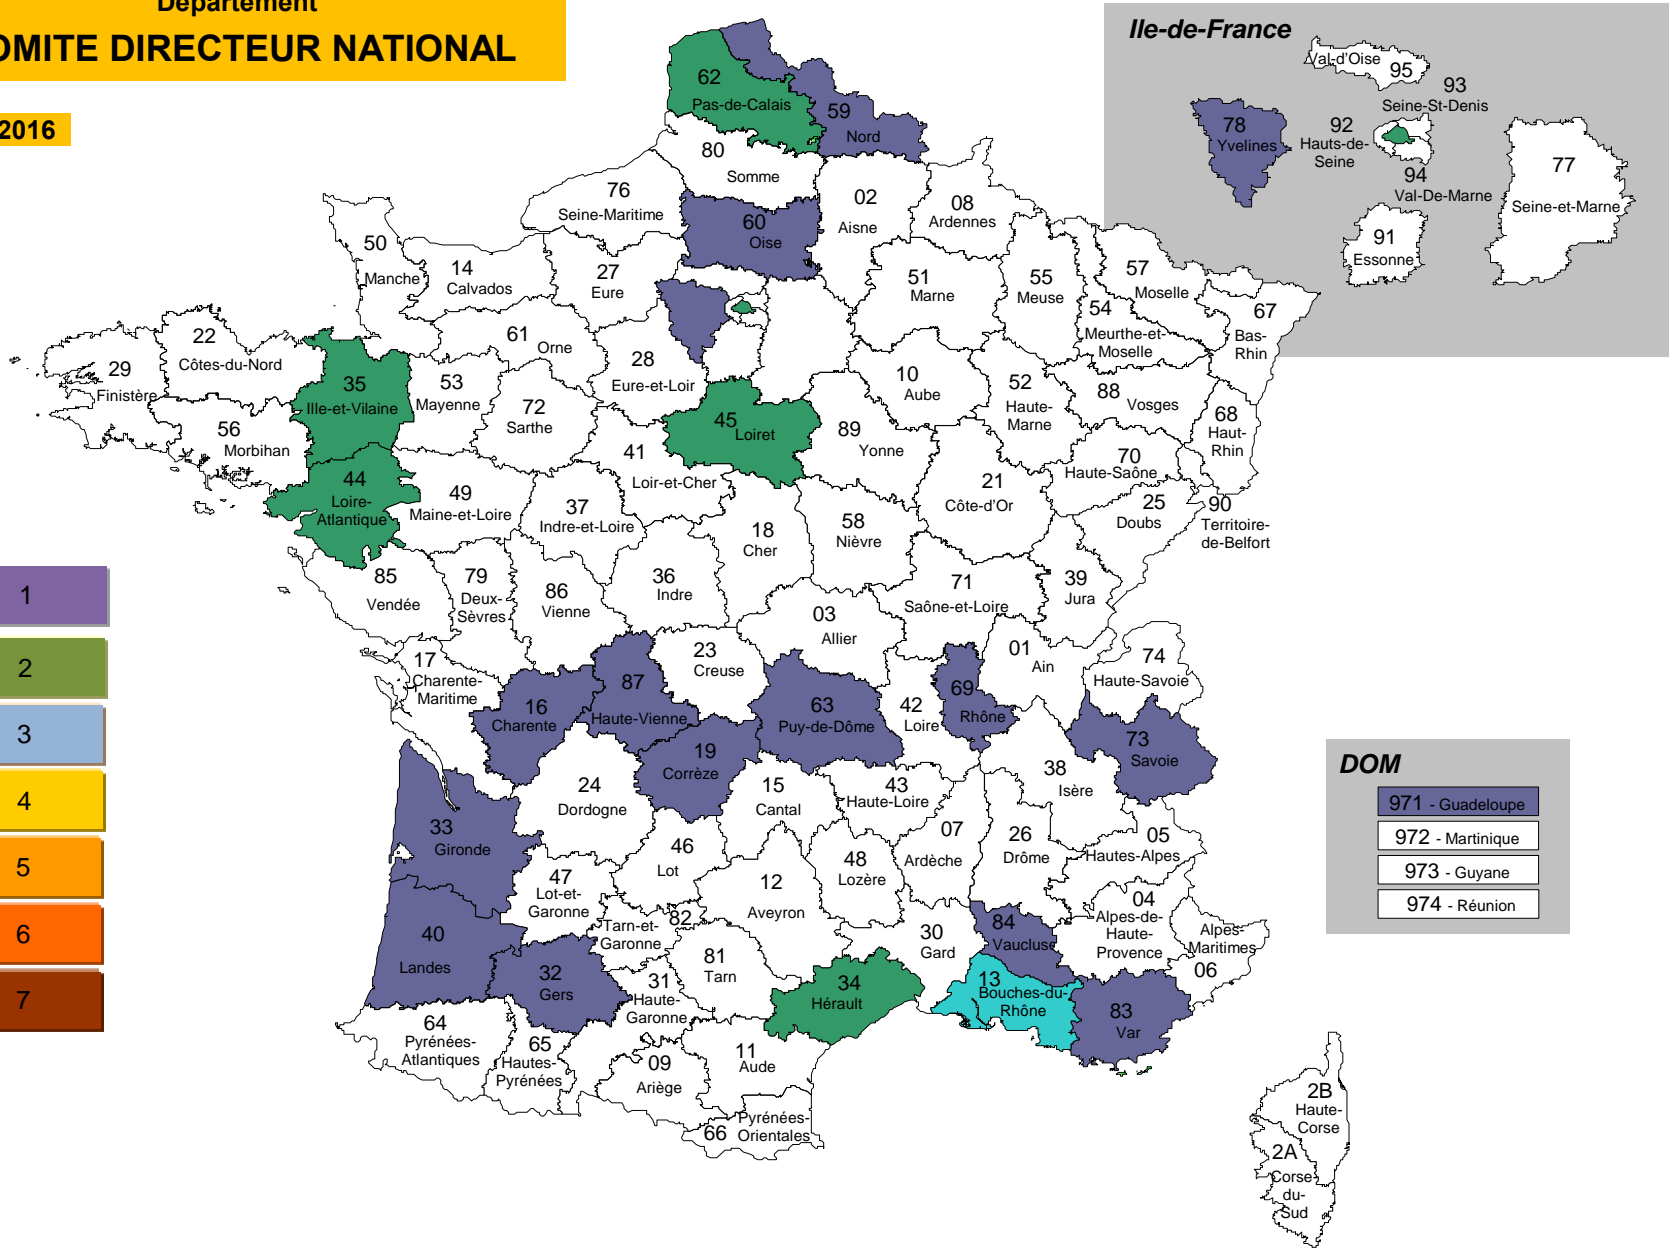 Département
OMITE DIRECTEUR NATIONAL
2016
Ile-de-France
Val-d'Oise 95
93
Seine-St-Denis
78
Yvelines
92
Hauts-de-
Seine
94
Val-De-Marne
77
Seine-et-Marne
91
Essonne
62
Pas-de-Calais
59
Nord
80
Somme
76
Seine-Maritime
02
Aisne
08
Ardennes
60
Oise
50
Manche
14
Calvados
27
Eure
51
Marne
55
Meuse
57
Moselle
54
Meurthe-et-
Moselle
67
Bas-
Rhin
22
Côtes-du-Nord
29
Finistère
61
Orne
28
Eure-et-Loir
35
Ille-et-Vilaine
53
Mayenne
72
Sarthe
10
Aube
52
Haute-
Marne
88
Vosges
68
Haut-
Rhin
56
Morbihan
45
Loiret
89
Yonne
41
Loir-et-Cher
70
Haute-Saône
44
Loire-
Atlantique
49
Maine-et-Loire
37
Indre-et-Loire
21
Côte-d'Or
25
Doubs
90
Territoire-
de-Belfort
18
Cher
58
Nièvre
85
Vendée
79
Deux-
Sèvres
86
Vienne
36
Indre
71
Saône-et-Loire
39
Jura
03
Allier
1
2
3
4
5
6
7
17
Charente-
Maritime
23
Creuse
01
Ain
74
Haute-Savoie
16
Charente
87
Haute-Vienne
63
Puy-de-Dôme
42
Loire
69
Rhône
73
Savoie
19
Corrèze
24
Dordogne
15
Cantal
43
Haute-Loire
38
Isère
33
Gironde
46
Lot
48
Lozère
07
Ardèche
26
Drôme
05
Hautes-Alpes
47
Lot-et-
Garonne
12
Aveyron
04
Alpes-de-
Haute-
Provence
Alpes-
Maritimes
06
40
Landes
82
Tarn-et-
Garonne
81
Tarn
30
Gard
84
Vaucluse
32
Gers
31
Haute-
Garonne
34
Hérault
13
Bouches-du-
Rhône
83
Var
64
Pyrénées-
Atlantiques
65
Hautes-
Pyrénées
09
Ariège
11
Aude
66
Pyrénées-
Orientales
2B
Haute-
Corse
2A
Corse-
du-
Sud
DOM
971 - Guadeloupe
972 - Martinique
973 - Guyane
974 - Réunion